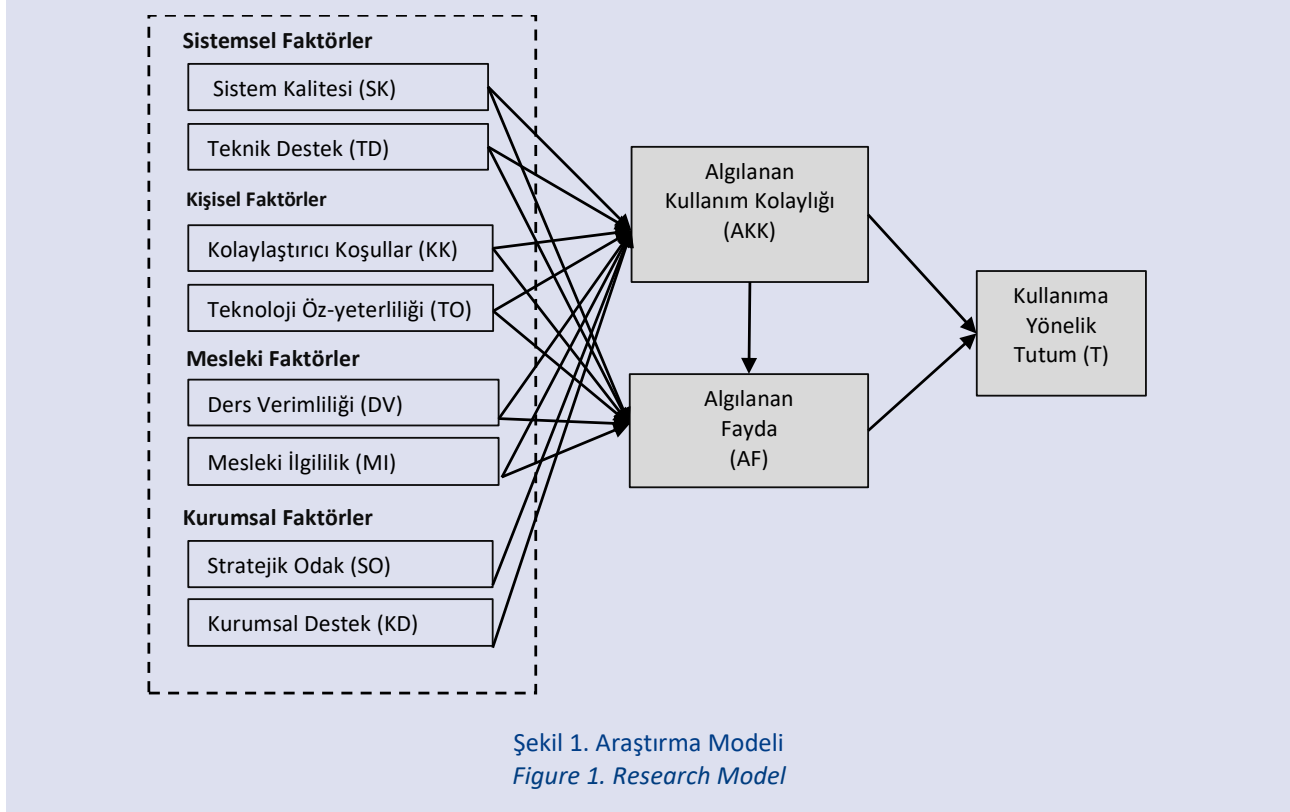 Sistemsel Faktörler
Sistem Kalitesi (SK)
Teknik Destek (TD)
Kişisel Faktörler
Kolaylaştırıcı Koşullar (KK)
Teknoloji Öz-yeterliliği (TO)
Mesleki Faktörler
Ders Verimliliği (DV)
Mesleki İlgililik (MI)
Kurumsal Faktörler
Stratejik Odak (SO)
Kurumsal Destek (KD)
Algılanan
Kullanım Kolaylığı
(AKK)
Algılanan
Fayda
(AF)
Kullanıma
Yönelik
Tutum (T)
Şekil 1. Araştırma Modeli
Figure 1. Research Model